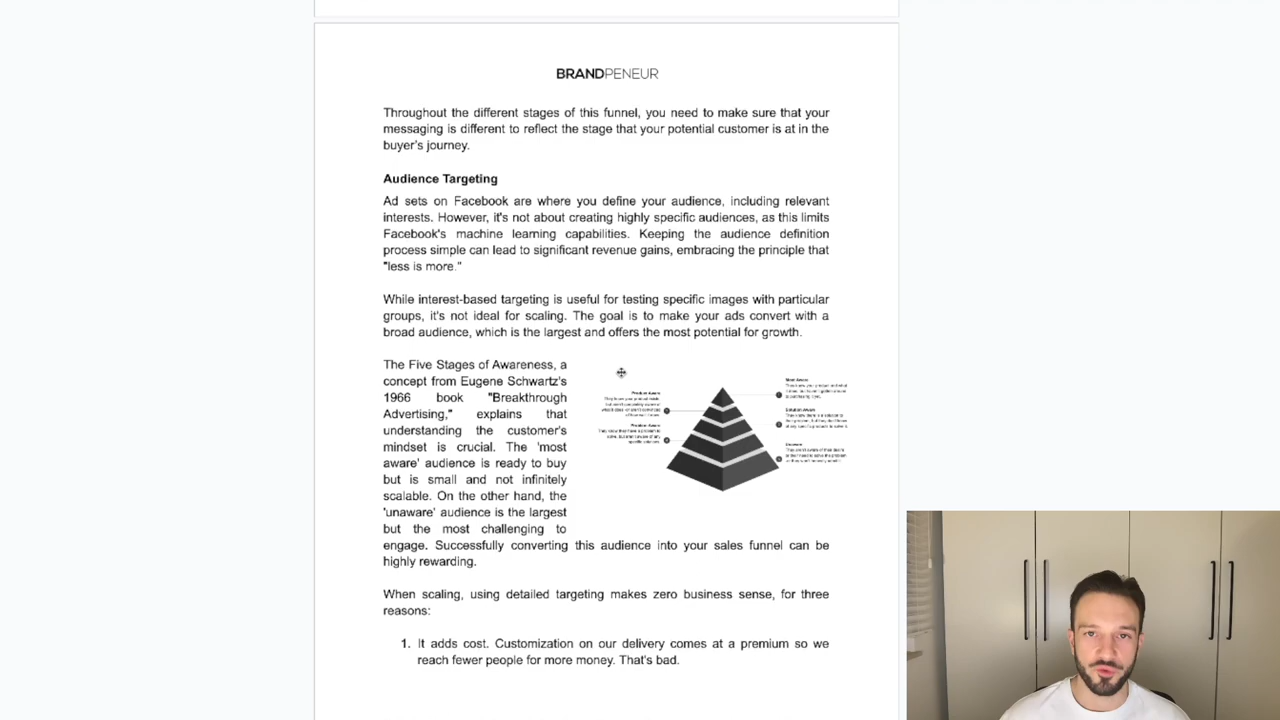 BRANDPENEUR
Throughout the different stages of this funnel, you need to make sure that your
messaging is different to reflect the stage that your potential customer is at in the
buyer's journey.
Audience Targeting
Ad sets on Facebook are where you define your audience, including relevant
interests. However, it's not about creating highly specific audiences, as this limits
Facebook's machine learning capabilities. Keeping the audience definition
process simple can lead to significant revenue gains, embracing the principle that
"less is more."
While interest-based targeting is useful for testing specific images with particular
groups, it's not ideal for scaling. The goal is to make your ads convert with a
broad audience, which is the largest and offers the most potential for growth.
The Five Stages of Awareness, a
concept from Eugene Schwartz's
1966 book "Breakthrough
Advertising," explains that
understanding the customer's
mindset is crucial. The 'most
aware' audience is ready to buy
but is small and not infinitely
scalable. On the other hand, the
'unaware' audience is the largest
but the most challenging to
engage. Successfully converting this audience into your sales funnel can be
highly rewarding.
Product Aware
Problem Aware
Most Aware
Solution Aware
Unaware
When scaling, using detailed targeting makes zero business sense, for three
reasons:
1. It adds cost. Customization on our delivery comes at a premium so we
reach fewer people for more money. That's bad.